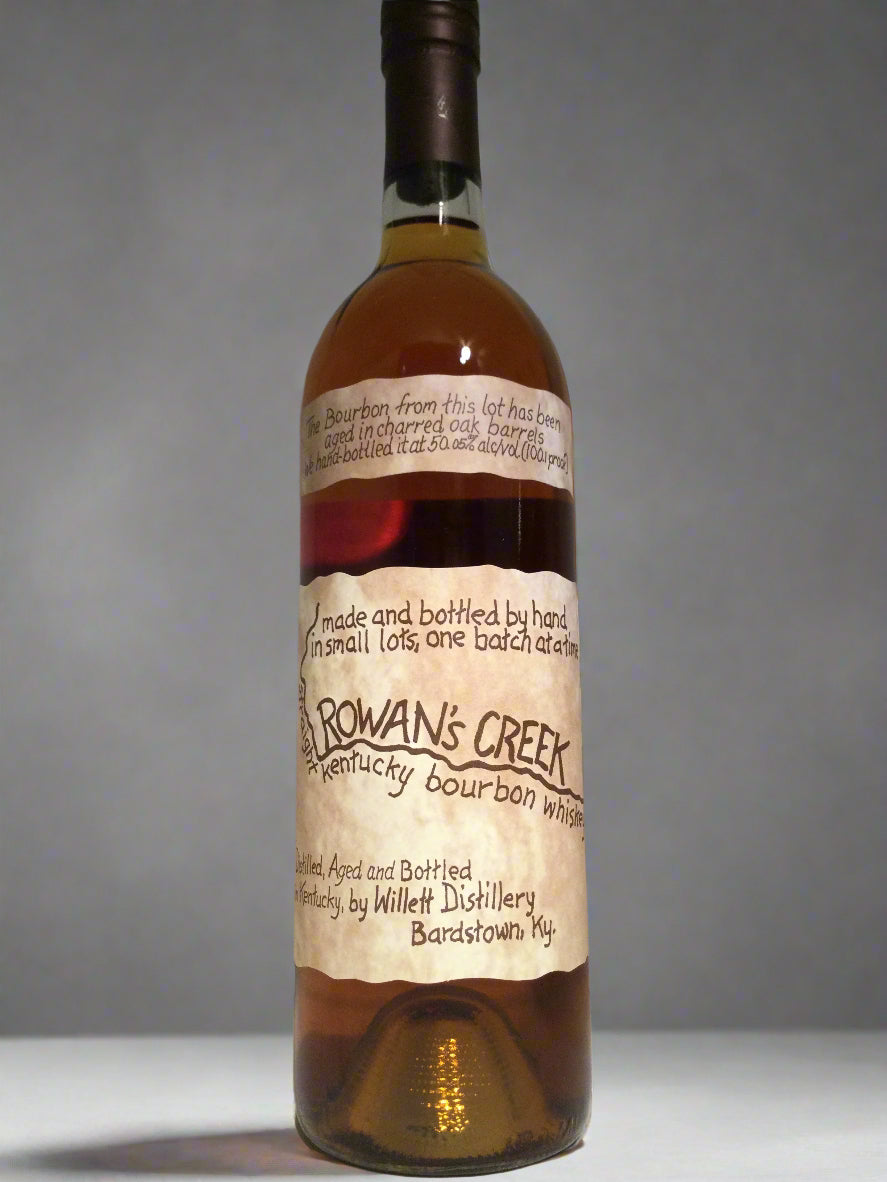 The Bourbon from this lot has been
aged in charred oak barrels
We hand-bottled it at 50.05% alc/vol (100.1 proof)
made and bottled by hand
in small lots, one batch at a time
straight
ROWAN's CREEK
kentucky bourbon whiskey
Distilled, Aged and Bottled
in Kentucky, by Willett Distillery
Bardstown, Ky.